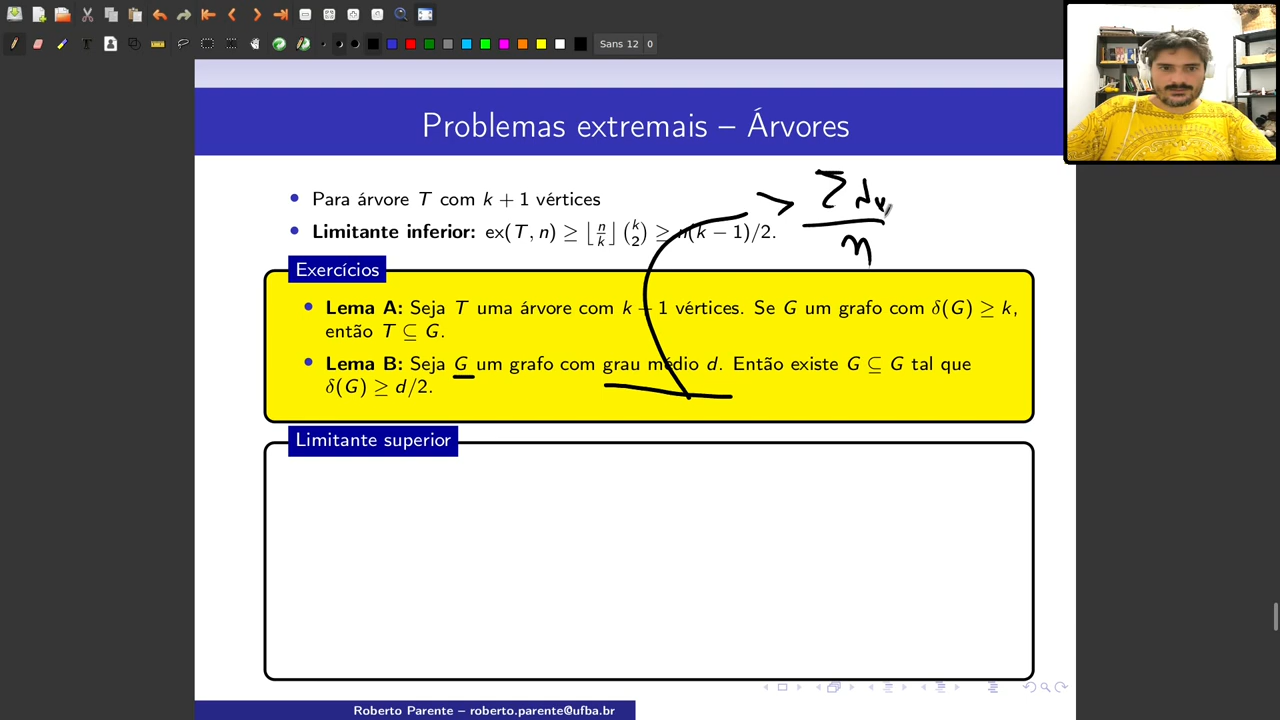 Sans 12 0
Problemas extremais – Árvores
• Para árvore T com k + 1 vértices
• Limitante inferior: ex(T, n) ≥ ⌊n/k⌋ (k 2) ≥ n(k − 1)/2.
Σ d_v
n
Exercícios
• Lema A: Seja T uma árvore com k + 1 vértices. Se G um grafo com δ(G) ≥ k,
então T ⊆ G.
• Lema B: Seja G um grafo com grau médio d. Então existe G ⊆ G tal que
δ(G) ≥ d/2.
Limitante superior
Roberto Parente – roberto.parente@ufba.br